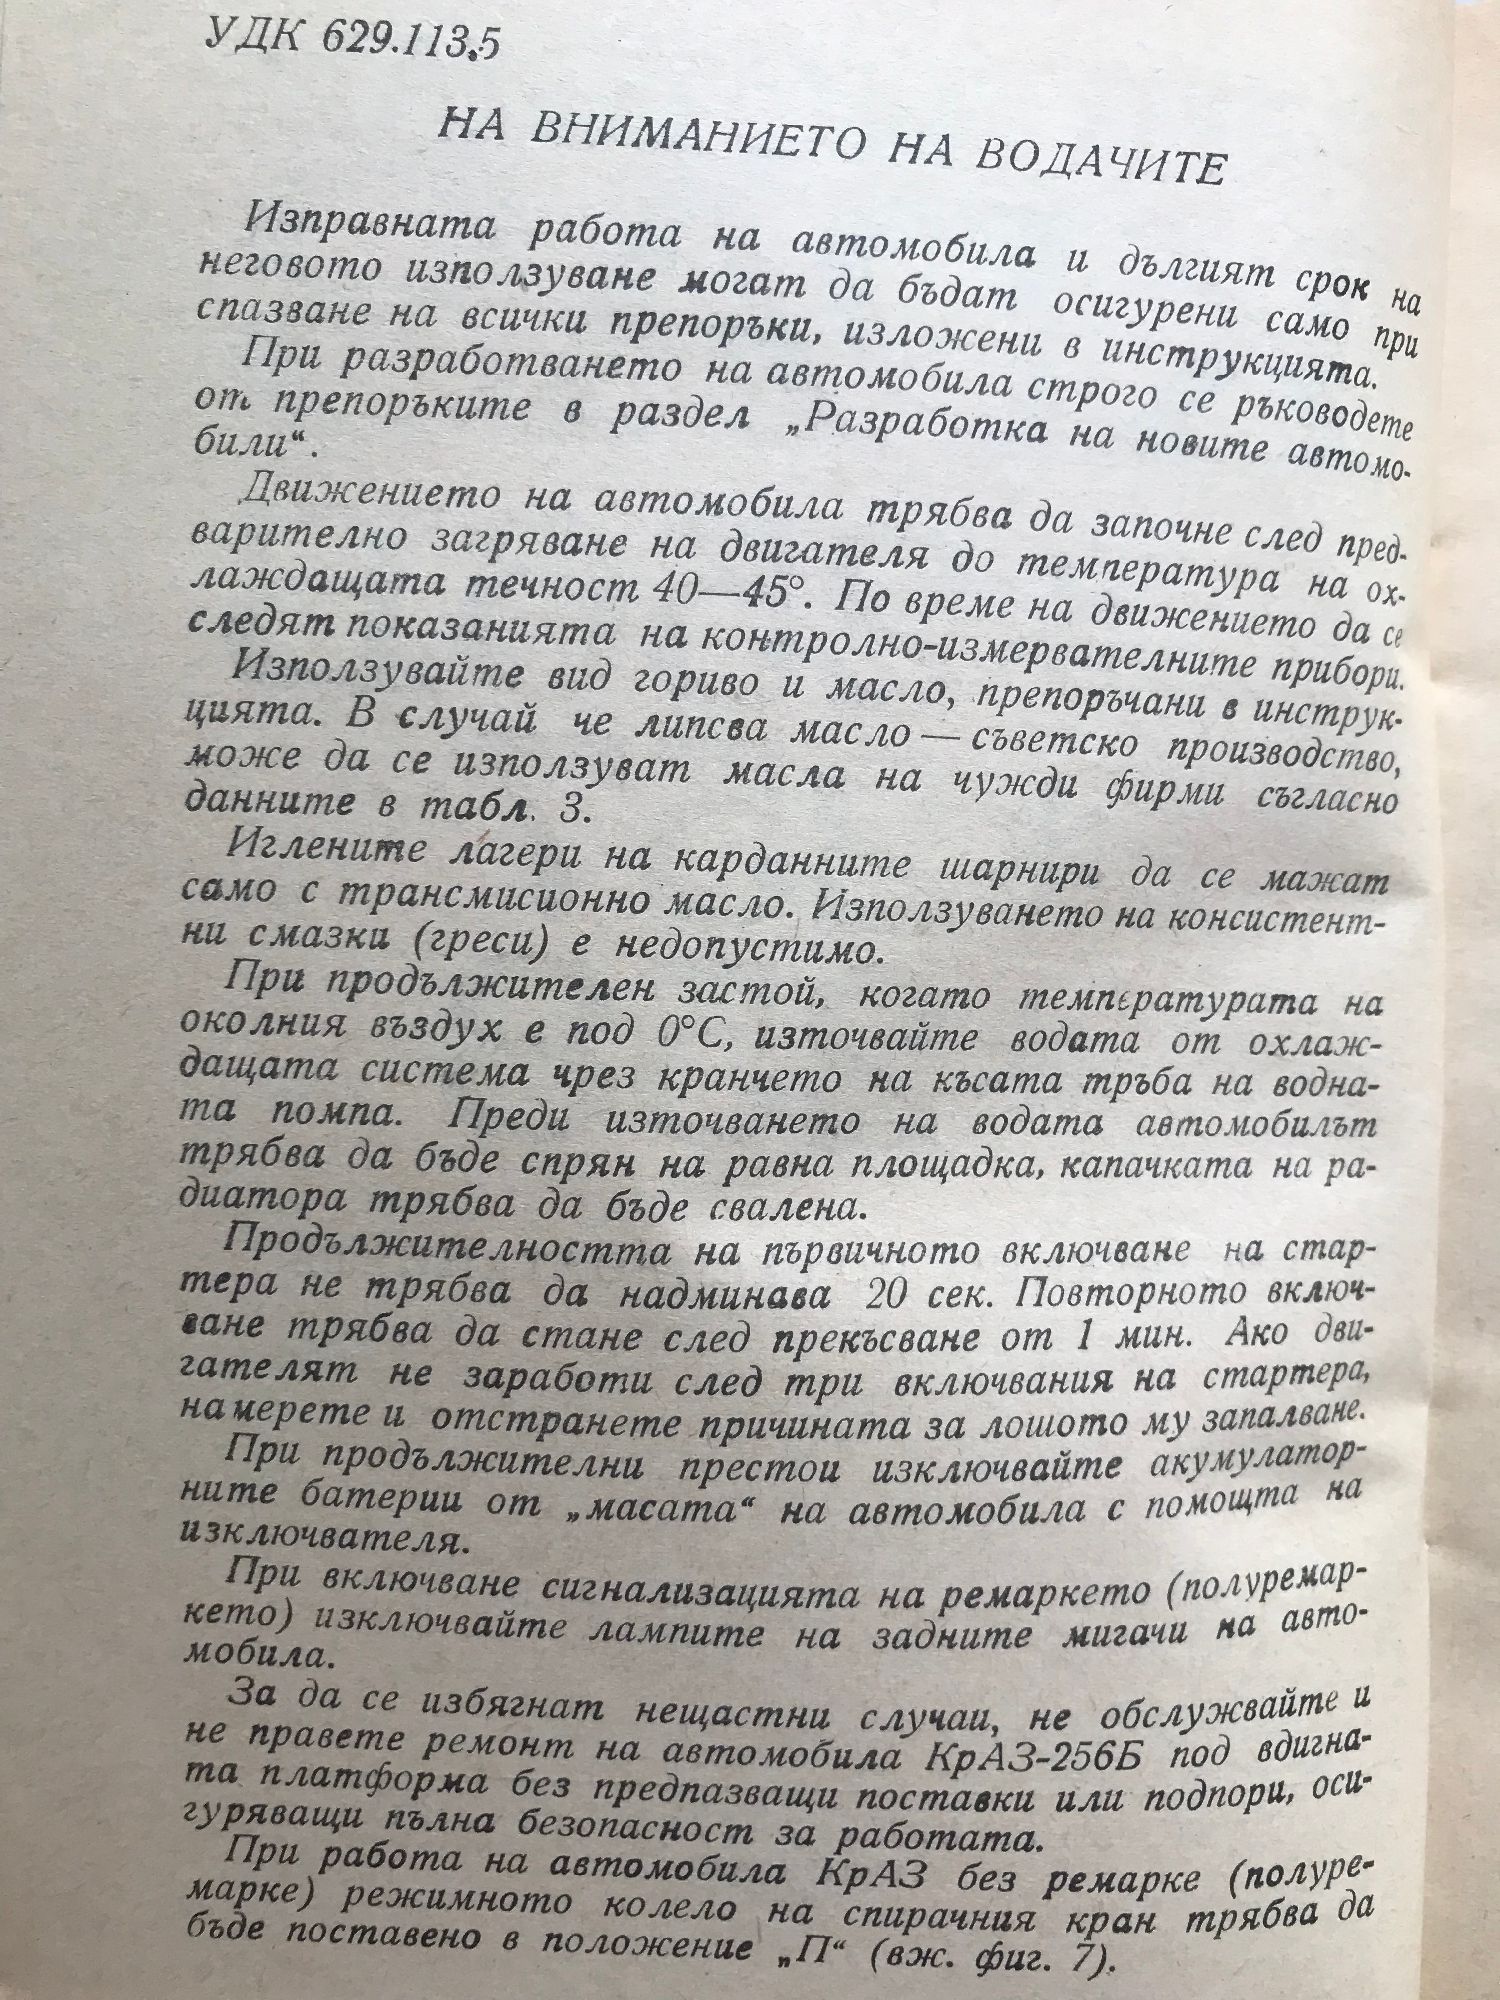 УДК 629.113.5
НА ВНИМАНИЕТО НА ВОДАЧИТЕ
Изправната работа на автомобила и дългият срок на
неговото използуване могат да бъдат осигурени само при
спазване на всички препоръки, изложени в инструкцията.
При разработването на автомобила строго се ръководете
от препоръките в раздел „Разработка на новите автомо-
били“.
Движението на автомобила трябва да започне след пред-
варително загряване на двигателя до температура на ох-
лаждащата течност 40—45°. По време на движението да се
следят показанията на контролно-измервателните прибори.
Използувайте вид гориво и масло, препоръчани в инструк-
цията. В случай че липсва масло — съветско производство,
може да се използуват масла на чужди фирми съгласно
данните в табл. 3.
Иглените лагери на карданните шарнири да се мажат
само с трансмисионно масло. Използуването на консистент-
ни смазки (греси) е недопустимо.
При продължителен застой, когато температурата на
околния въздух е под 0°С, източвайте водата от охлаж-
дащата система чрез кранчето на късата тръба на водна-
та помпа. Преди източването на водата автомобилът
трябва да бъде спрян на равна площадка, капачката на ра-
диатора трябва да бъде свалена.
Продължителността на първичното включване на стар-
тера не трябва да надминава 20 сек. Повторното включ-
ване трябва да стане след прекъсване от 1 мин. Ако дви-
гателят не заработи след три включвания на стартера,
намерете и отстранете причината за лошото му запалване.
При продължителни престои изключвайте акумулатор-
ните батерии от „масата“ на автомобила с помощта на
изключвателя.
При включване сигнализацията на ремаркето (полуремар-
кето) изключвайте лампите на задните мигачи на авто-
мобила.
За да се избягнат нещастни случаи, не обслужвайте и
не правете ремонт на автомобила КрАЗ-256Б под вдигна-
та платформа без предпазващи поставки или подпори, оси-
гуряващи пълна безопасност за работата.
При работа на автомобила КрАЗ без ремарке (полуре-
марке) режимното колело на спирачния кран трябва да
бъде поставено в положение „П“ (вж. фиг. 7).